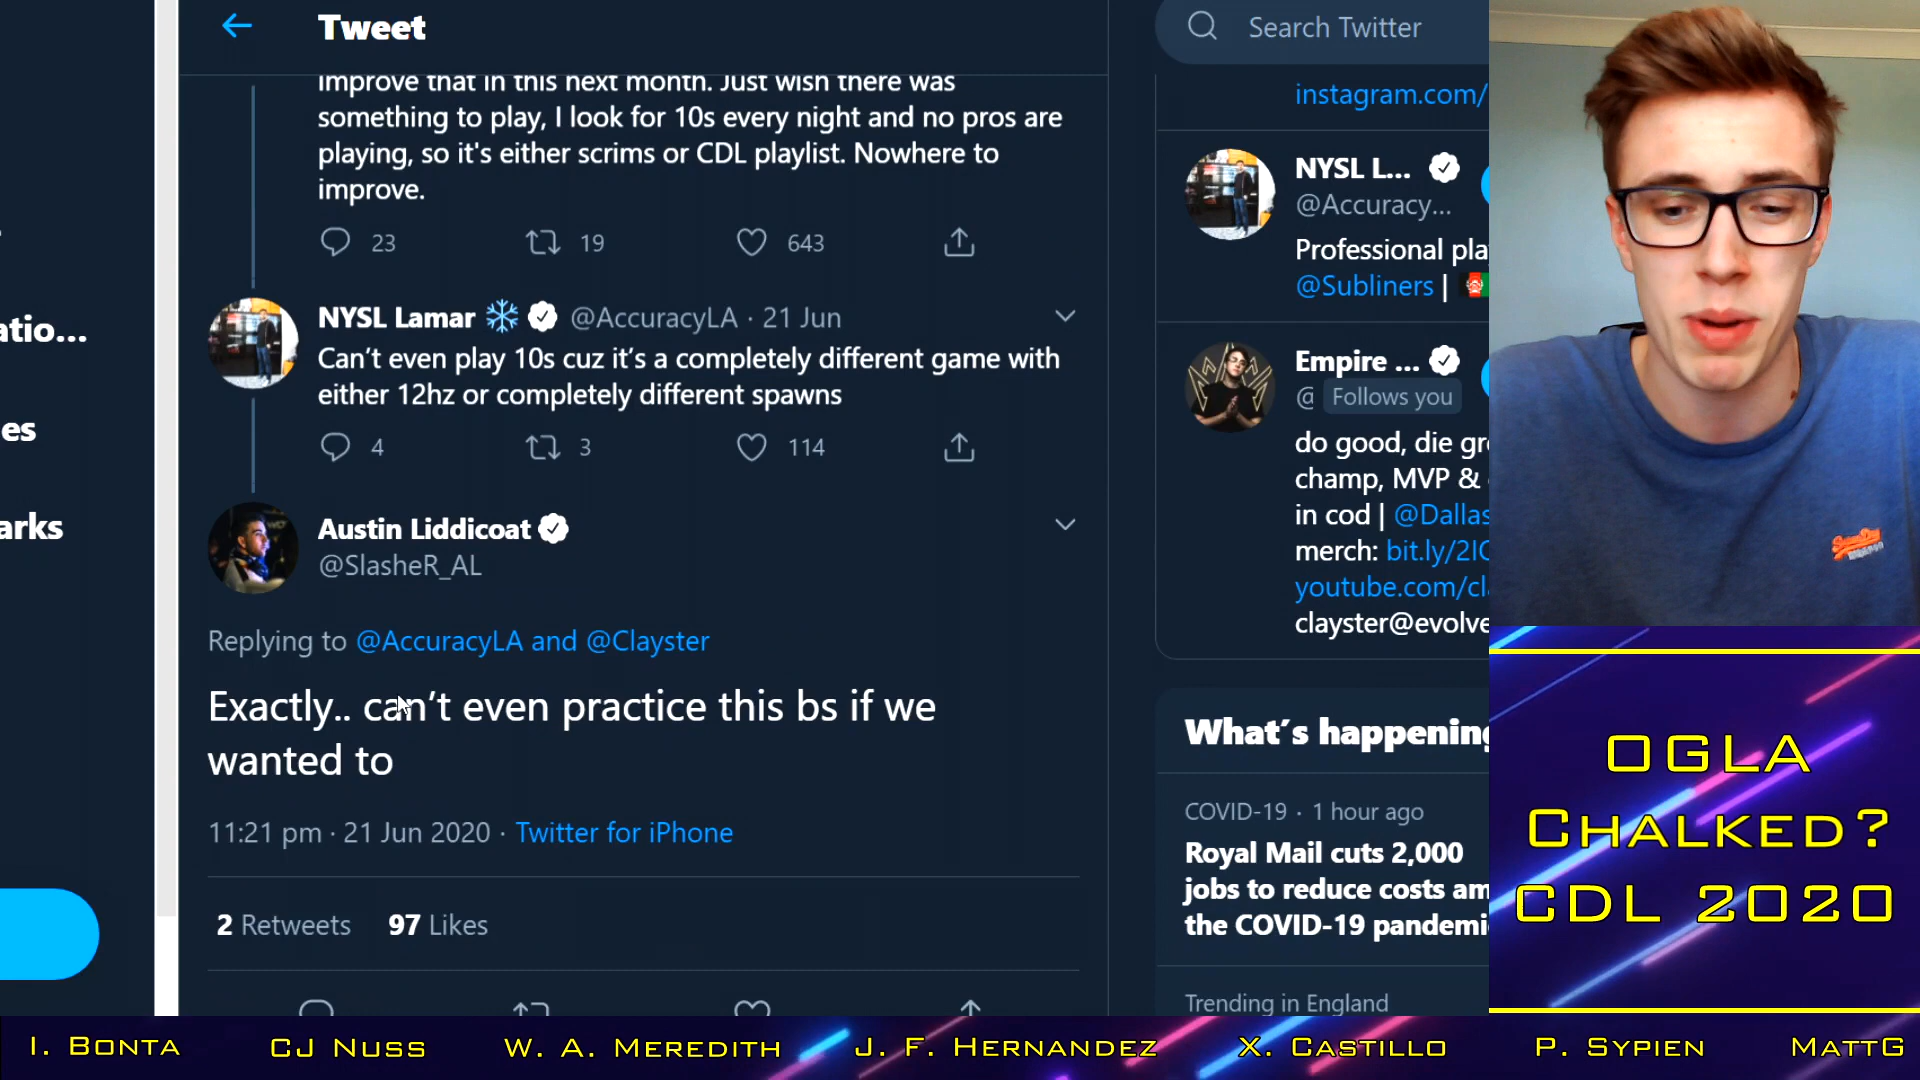 Tweet
improve that in this next month. Just wish there was
something to play, I look for 10s every night and no pros are
playing, so it's either scrims or CDL playlist. Nowhere to
improve.
23 19 643
NYSL Lamar @AccuracyLA · 21 Jun
Can't even play 10s cuz it's a completely different game with
either 12hz or completely different spawns
4 3 114
Austin Liddicoat
@SlasheR_AL
Replying to @AccuracyLA and @Clayster
Exactly.. can't even practice this bs if we
wanted to
11:21 pm · 21 Jun 2020 · Twitter for iPhone
2 Retweets 97 Likes
atio...
es
arks
Search Twitter
instagram.com/
NYSL L...
@Accuracy...
Professional pla
@Subliners |
Empire ...
@ Follows you
do good, die gr
champ, MVP &
in cod | @Dallas
merch: bit.ly/2IC
youtube.com/cl
clayster@evolve
What's happening
COVID-19 · 1 hour ago
Royal Mail cuts 2,000
jobs to reduce costs am
the COVID-19 pandemi
Trending in England
OGLA
CHALKED?
CDL 2020
I. BONTA CJ NUSS W. A. MEREDITH J. F. HERNANDEZ X. CASTILLO P. SYPIEN MATTG